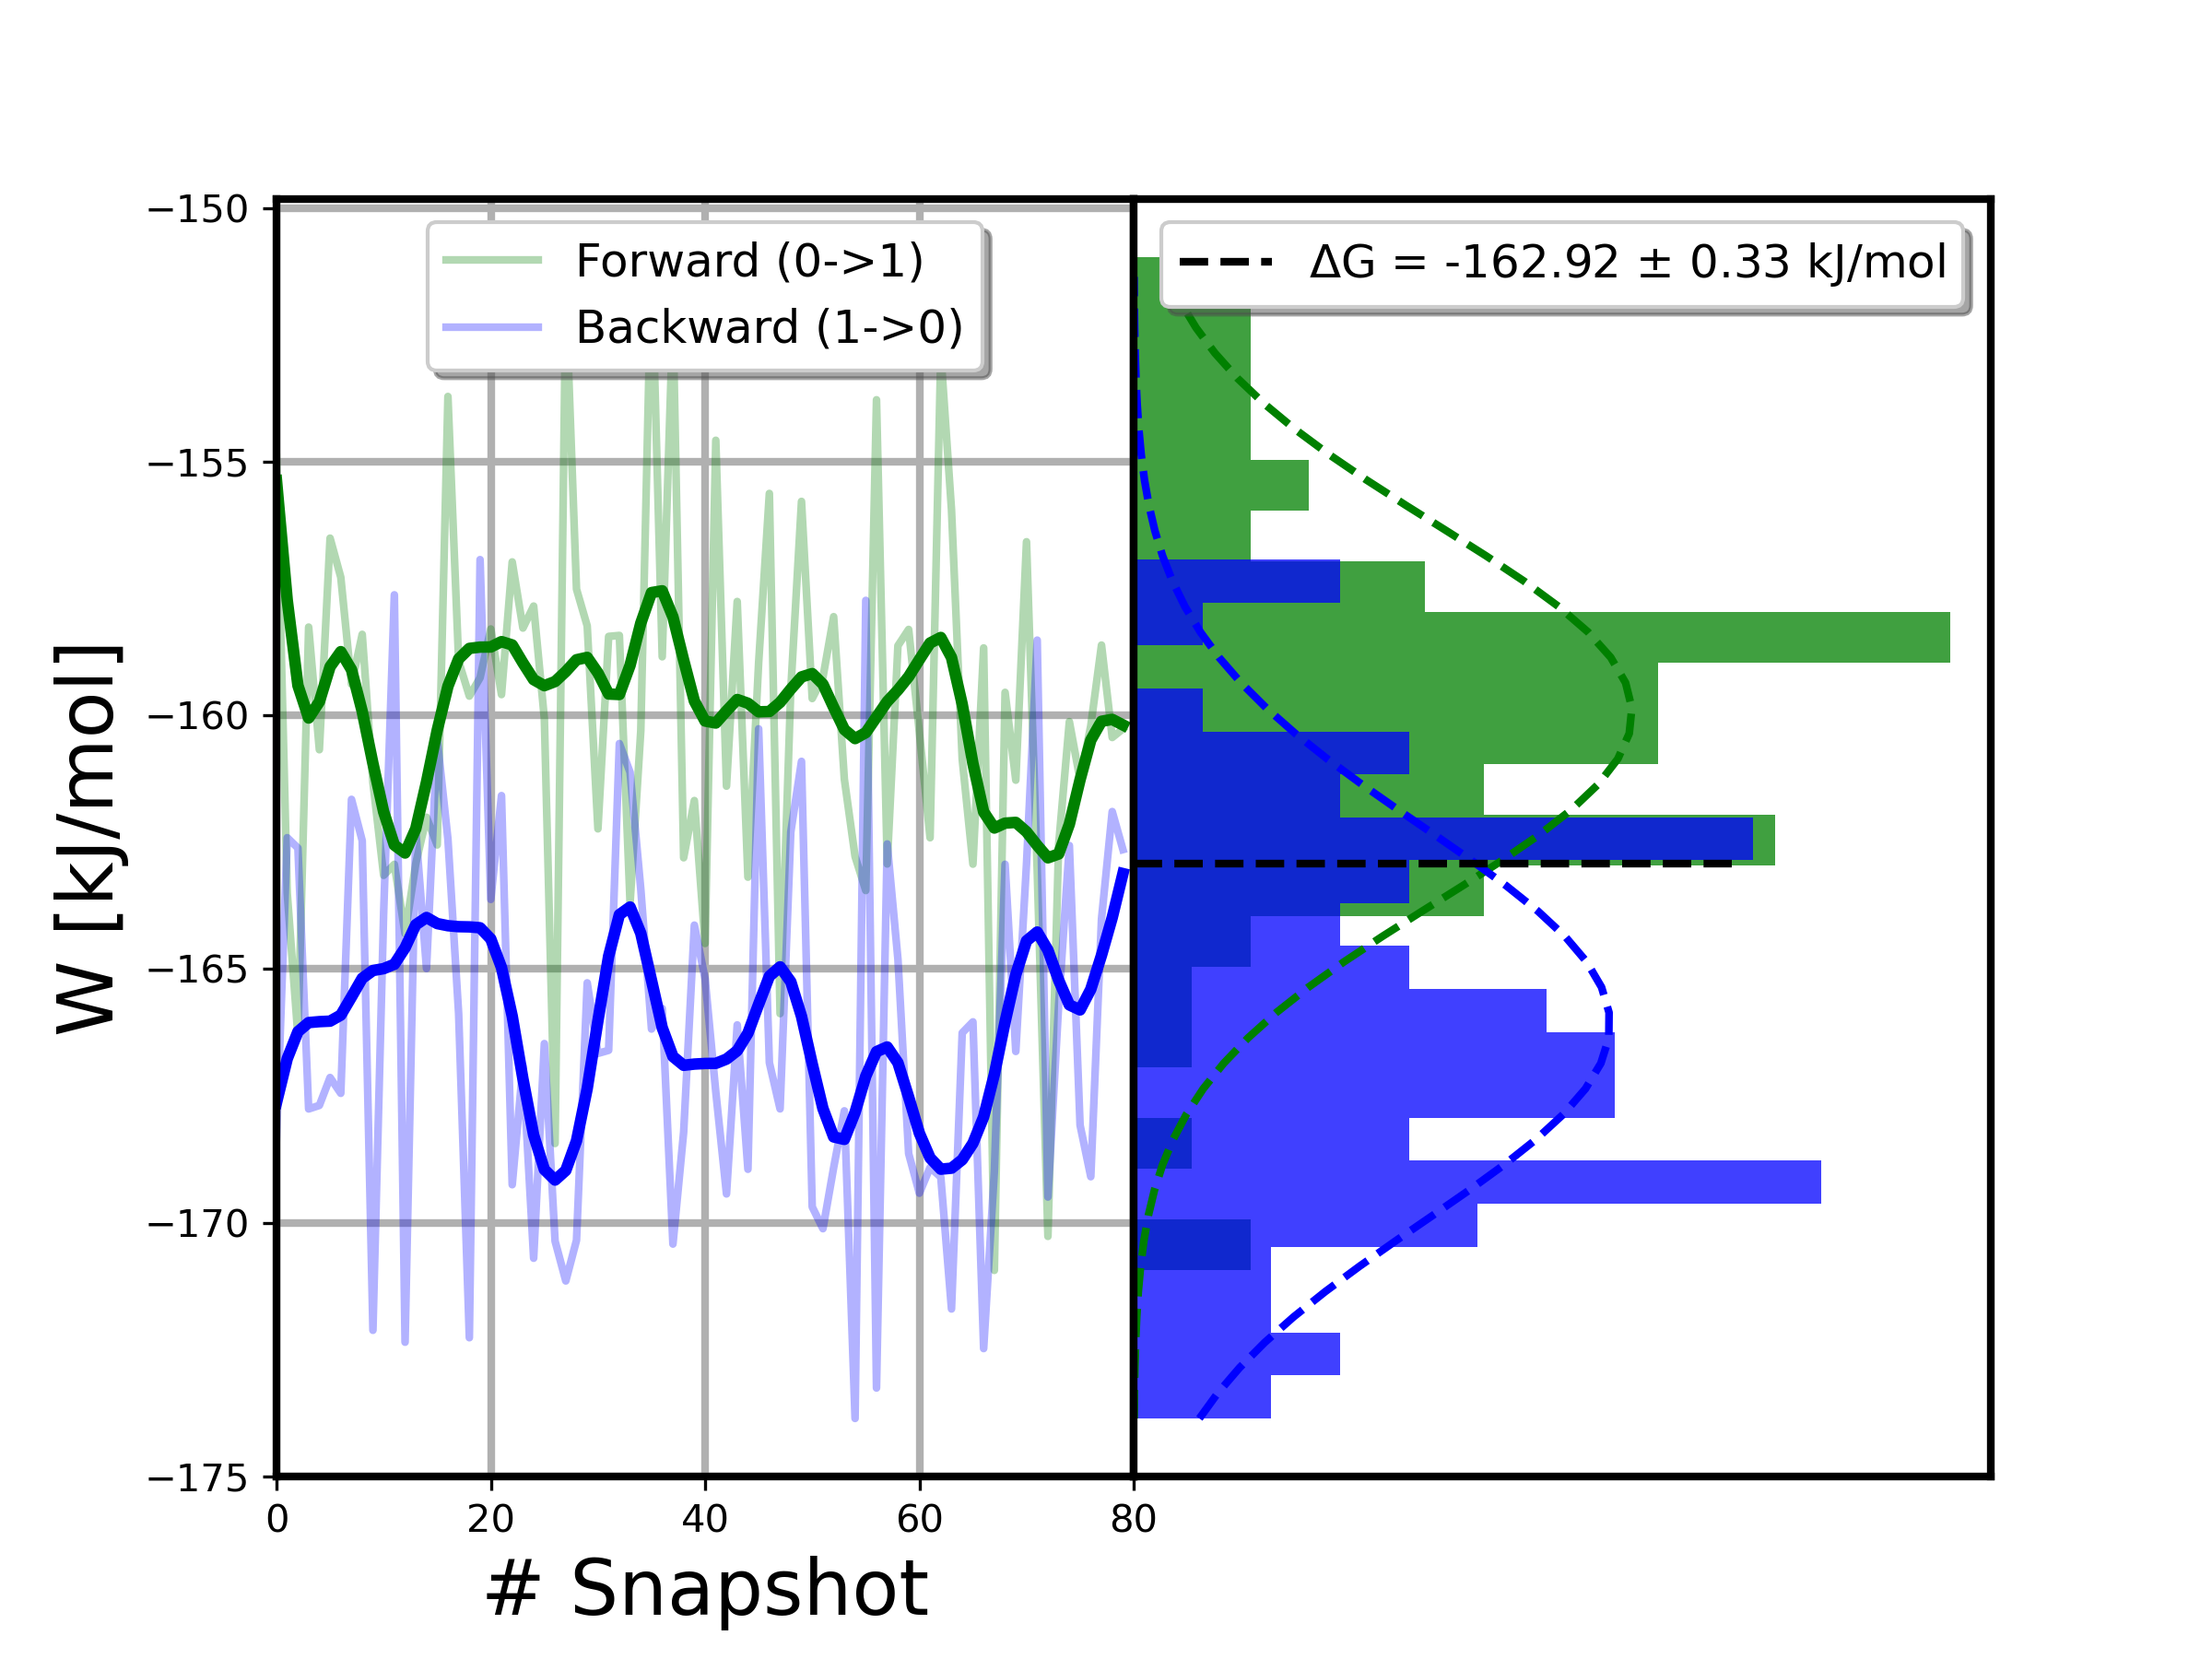 −150
−155
−160
−165
−170
−175
W [kJ/mol]
Forward (0->1)
Backward (1->0)
ΔG = -162.92 ± 0.33 kJ/mol
0 20 40 60 80
# Snapshot